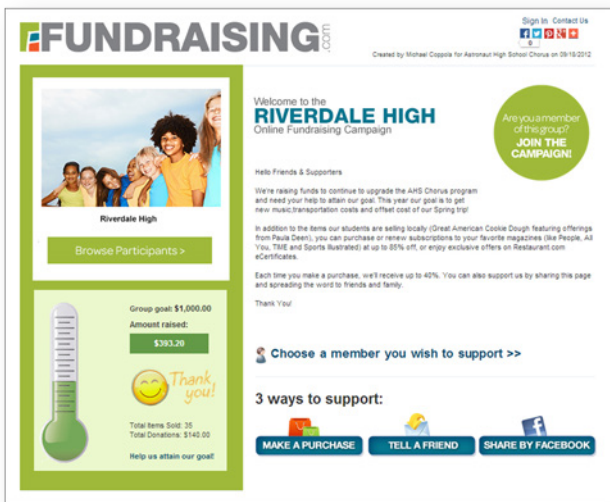 FUNDRAISING.com
Sign In Contact Us
0
Created by Michael Coppola for Astronaut High School Chorus on 09/18/2012
Riverdale High
Browse Participants >
Welcome to the
RIVERDALE HIGH
Online Fundraising Campaign
Are you a member
of this group?
JOIN THE
CAMPAIGN!
Hello Friends & Supporters
We're raising funds to continue to upgrade the AHS Chorus program
and need your help to attain our goal. This year our goal is to get
new music,transportation costs and offset cost of our Spring trip!
In addition to the items our students are selling locally (Great American Cookie Dough featuring offerings
from Paula Deen), you can purchase or renew subscriptions to your favorite magazines (like People, All
You, TIME and Sports Illustrated) at up to 85% off, or enjoy exclusive offers on Restaurant.com
eCertificates.
Each time you make a purchase, we'll receive up to 40%. You can also support us by sharing this page
and spreading the word to friends and family.
Thank You!
Group goal: $1,000.00
Amount raised:
$393.20
Thank
you!
Total Items Sold: 35
Total Donations: $140.00
Help us attain our goal!
Choose a member you wish to support >>
3 ways to support:
MAKE A PURCHASE
TELL A FRIEND
SHARE BY FACEBOOK